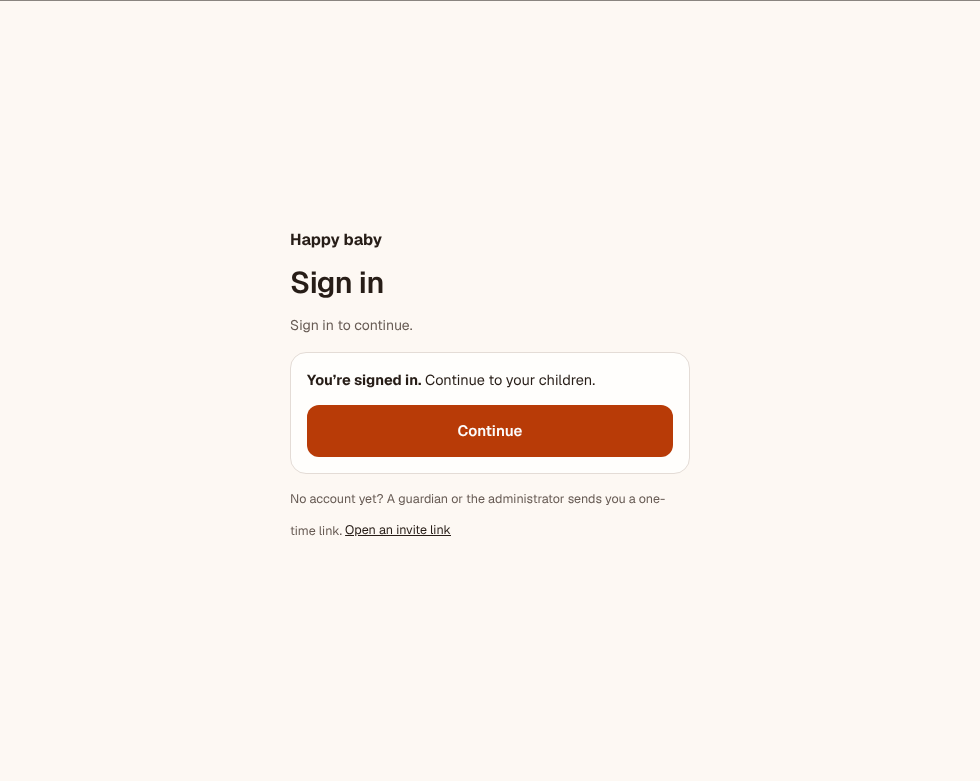 Happy baby
Sign in
Sign in to continue.
You’re signed in. Continue to your children.
Continue
No account yet? A guardian or the administrator sends you a one-
time link. Open an invite link